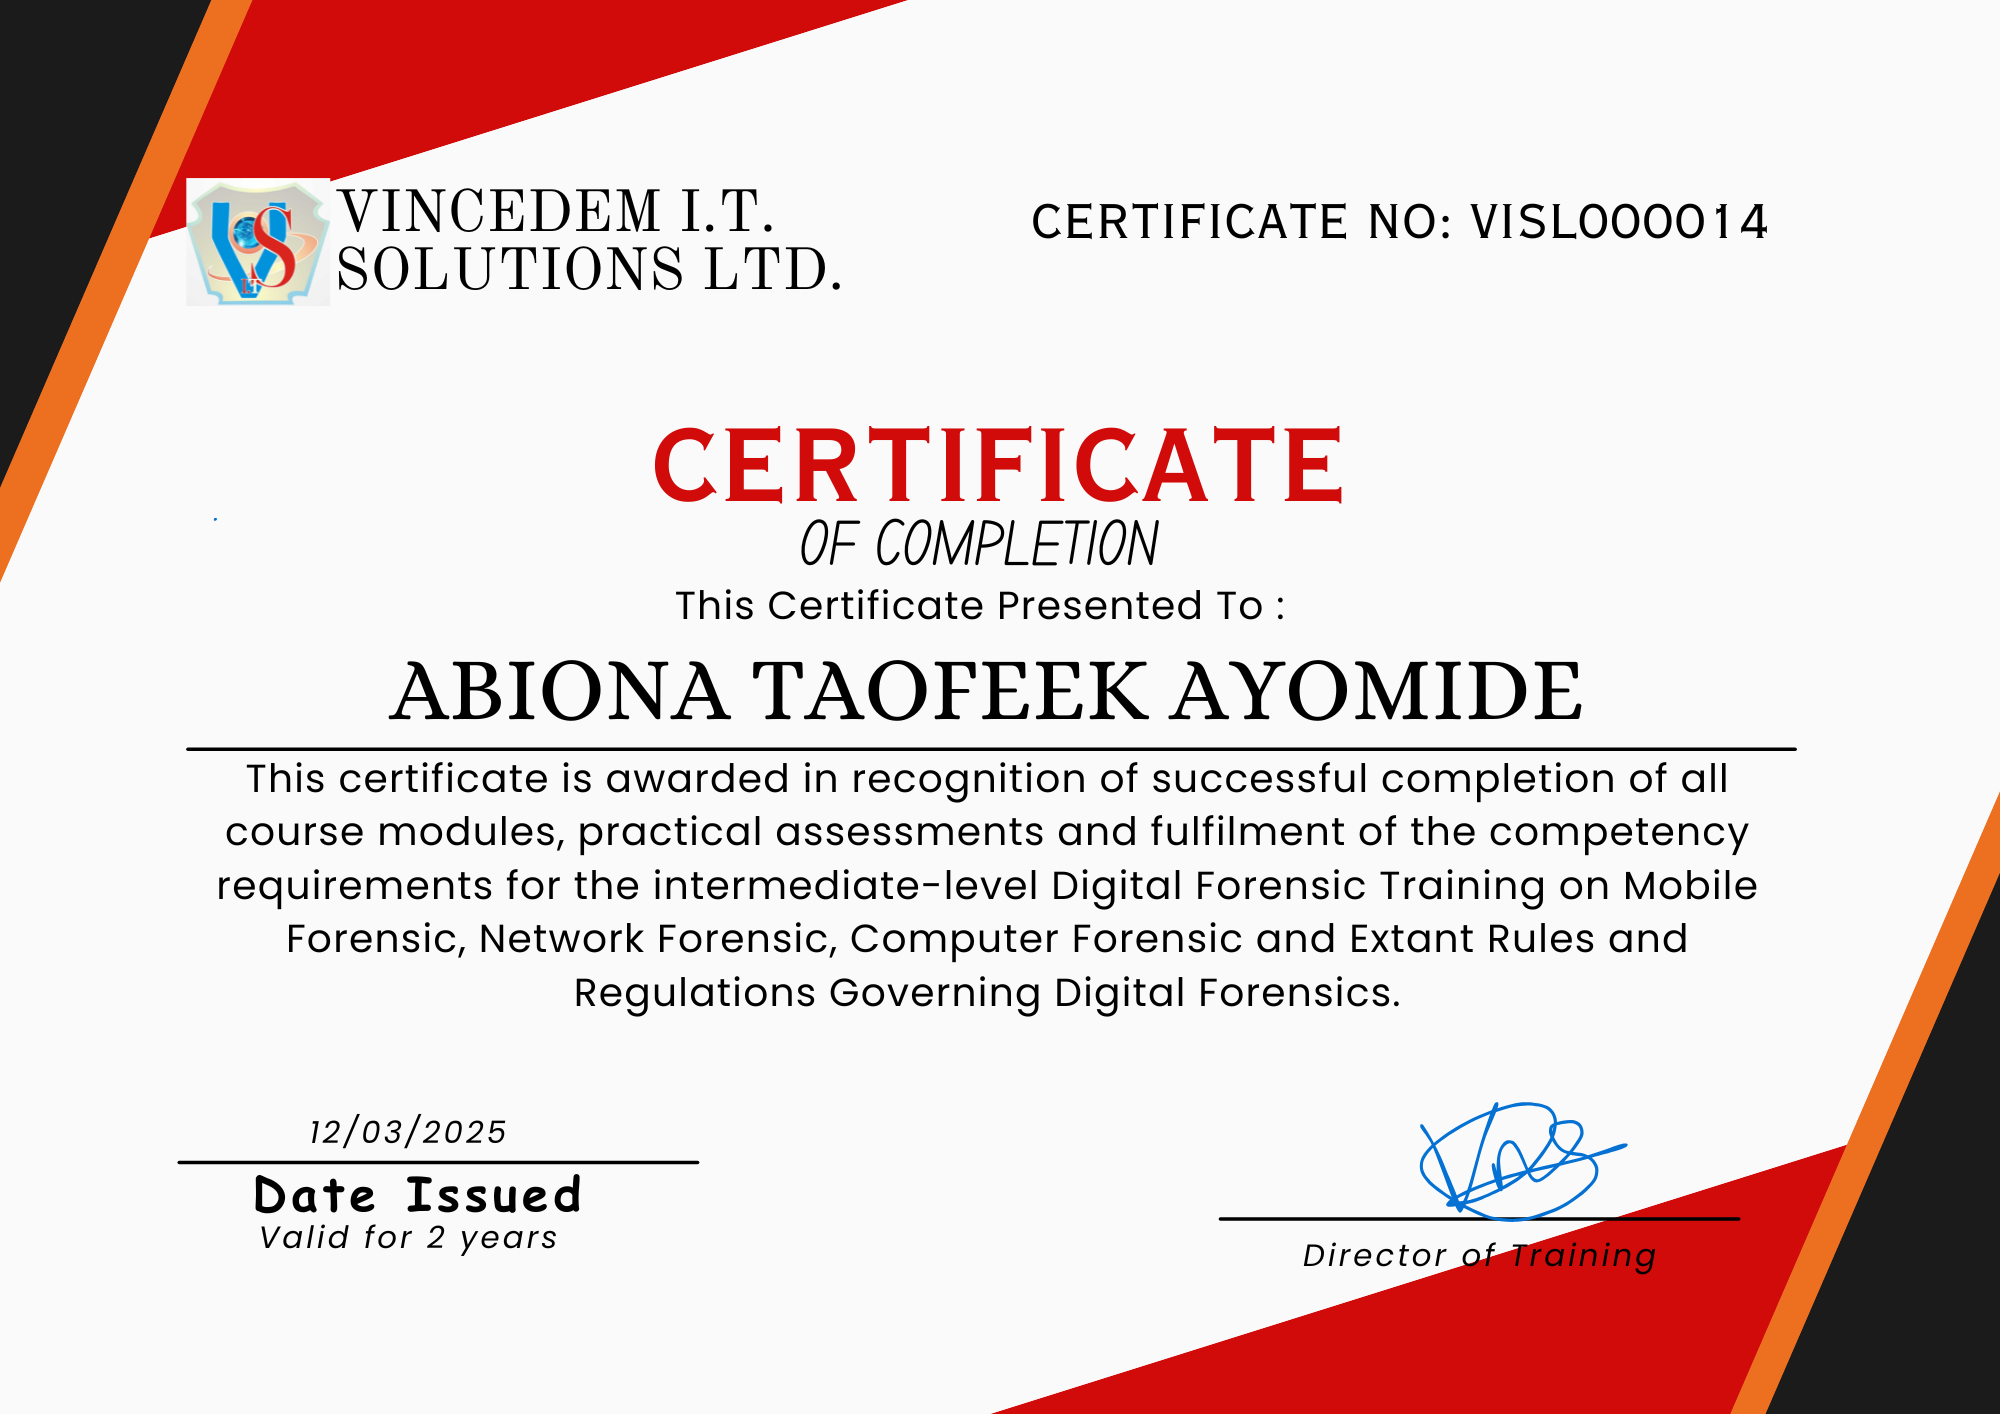 VS
IT
VINCEDEM I.T.
SOLUTIONS LTD.
CERTIFICATE NO: VISL000014
CERTIFICATE
OF COMPLETION
This Certificate Presented To :
ABIONA TAOFEEK AYOMIDE
This certificate is awarded in recognition of successful completion of all
course modules, practical assessments and fulfilment of the competency
requirements for the intermediate-level Digital Forensic Training on Mobile
Forensic, Network Forensic, Computer Forensic and Extant Rules and
Regulations Governing Digital Forensics.
12/03/2025
Date Issued
Valid for 2 years
Director of Training